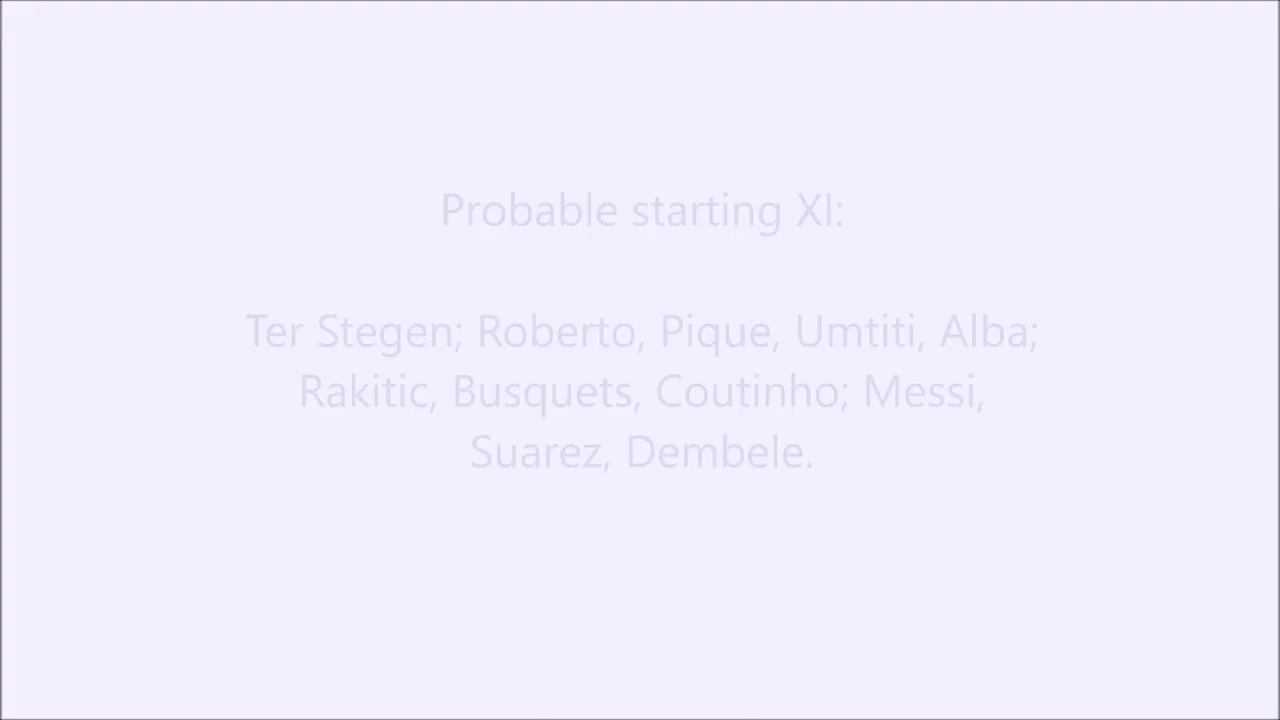 Probable starting XI:
Ter Stegen; Roberto, Pique, Umtiti, Alba;
Rakitic, Busquets, Coutinho; Messi,
Suarez, Dembele.